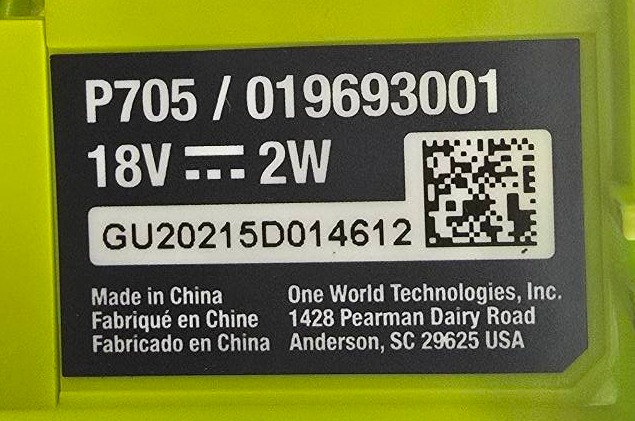 P705 / 019693001
18V ⎓ 2W
GU20215D014612
Made in China
Fabriqué en Chine
Fabricado en China
One World Technologies, Inc.
1428 Pearman Dairy Road
Anderson, SC 29625 USA